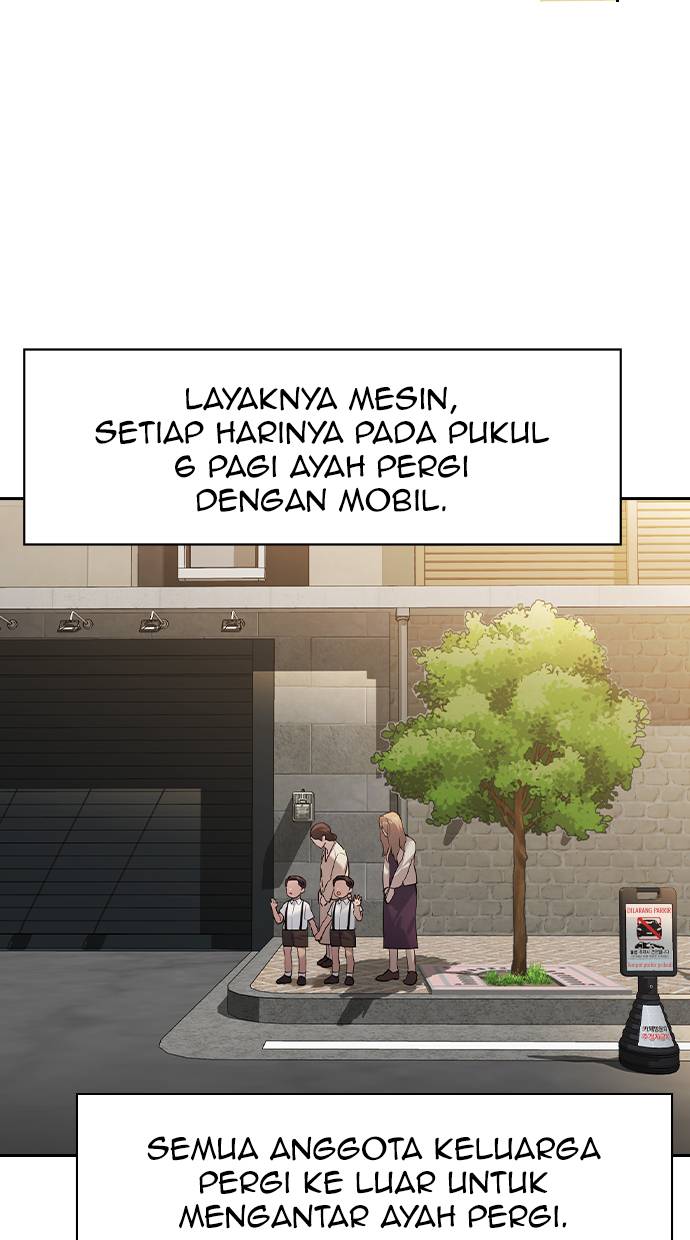 LAYAKNYA MESIN,
SETIAP HARINYA PADA PUKUL
6 PAGI AYAH PERGI
DENGAN MOBIL.
DILARANG PARKIR
SEMUA ANGGOTA KELUARGA
PERGI KE LUAR UNTUK
MENGANTAR AYAH PERGI.